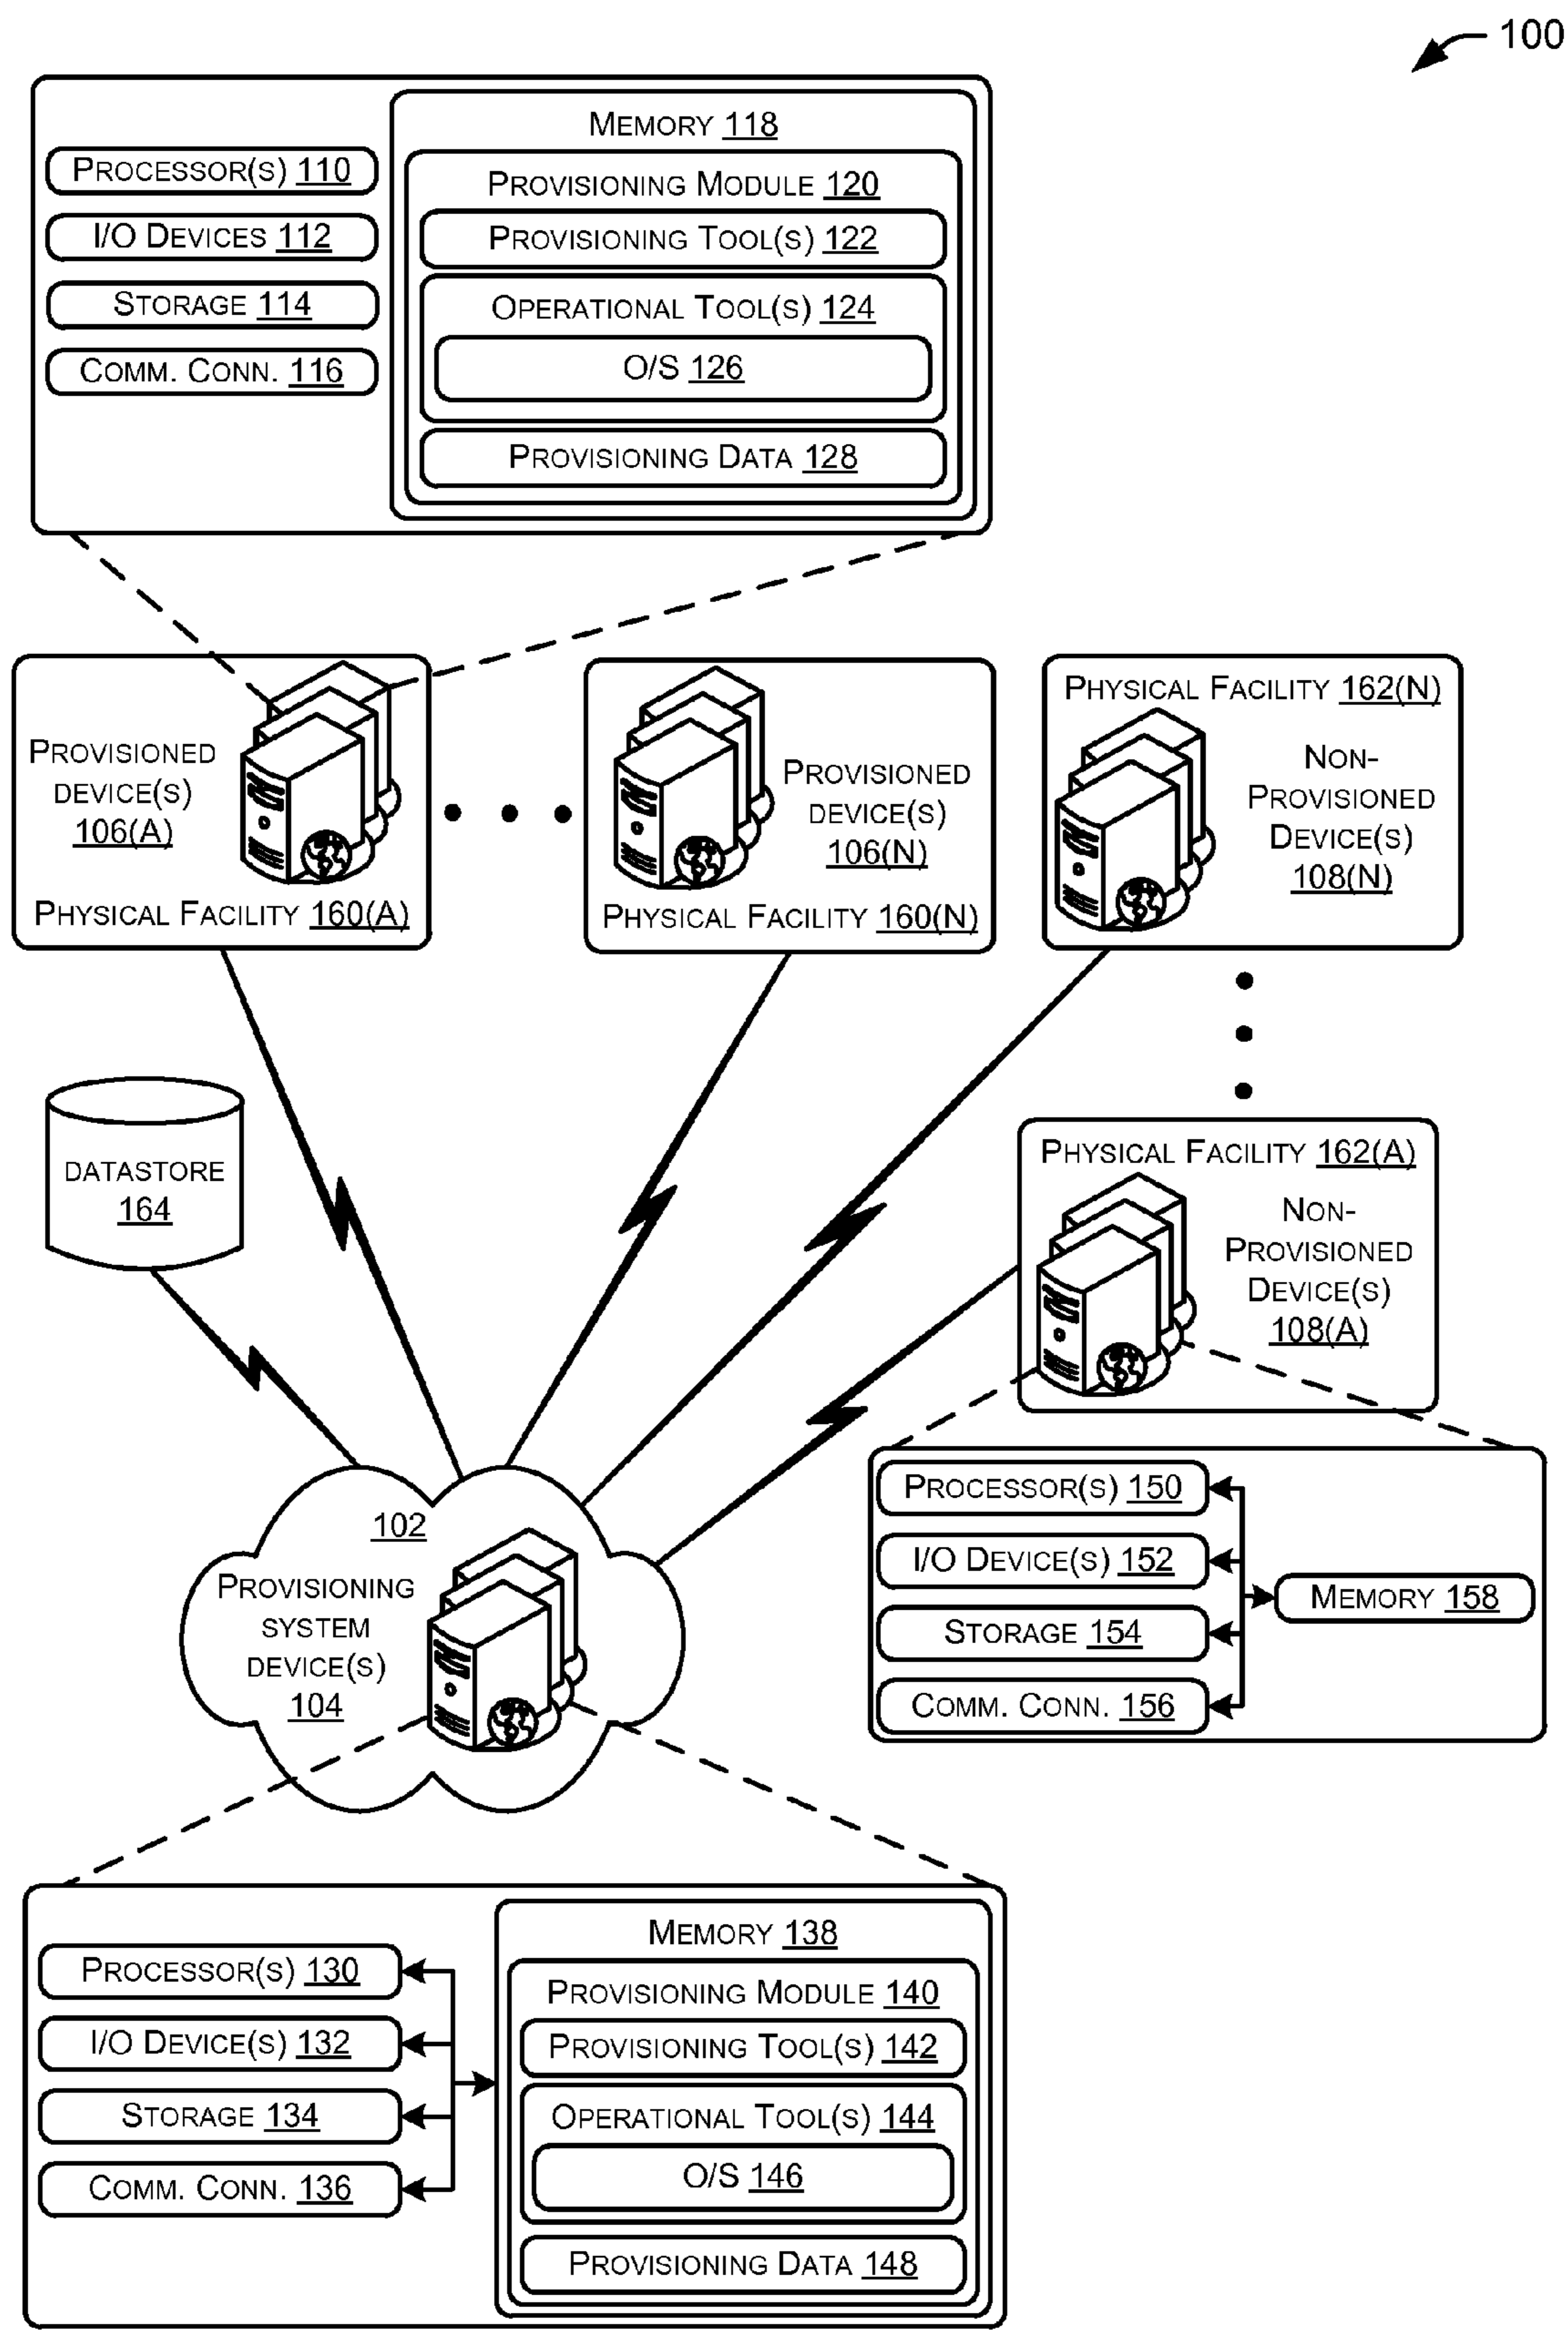 100
MEMORY 118
PROCESSOR(S) 110
I/O DEVICES 112
STORAGE 114
COMM. CONN. 116
PROVISIONING MODULE 120
PROVISIONING TOOL(S) 122
OPERATIONAL TOOL(S) 124
O/S 126
PROVISIONING DATA 128
PROVISIONED
DEVICE(S)
106(A)
PHYSICAL FACILITY 160(A)
PROVISIONED
DEVICE(S)
106(N)
PHYSICAL FACILITY 160(N)
PHYSICAL FACILITY 162(N)
NON-
PROVISIONED
DEVICE(S)
108(N)
DATASTORE
164
PHYSICAL FACILITY 162(A)
NON-
PROVISIONED
DEVICE(S)
108(A)
PROCESSOR(S) 150
I/O DEVICE(S) 152
STORAGE 154
COMM. CONN. 156
MEMORY 158
102
PROVISIONING
SYSTEM
DEVICE(S)
104
PROCESSOR(S) 130
I/O DEVICE(S) 132
STORAGE 134
COMM. CONN. 136
MEMORY 138
PROVISIONING MODULE 140
PROVISIONING TOOL(S) 142
OPERATIONAL TOOL(S) 144
O/S 146
PROVISIONING DATA 148